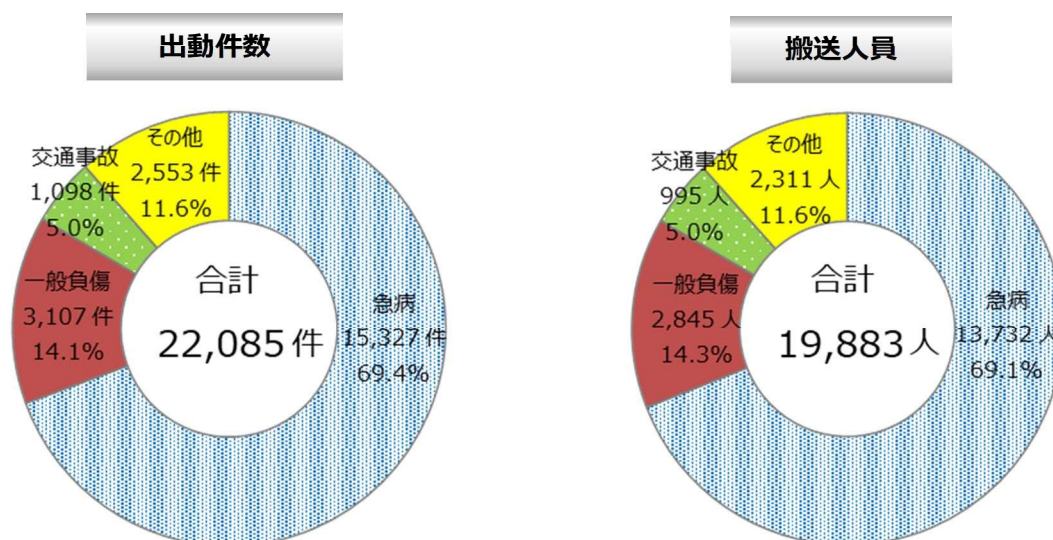 出動件数
その他
2,553 件
11.6%
交通事故
1,098 件
5.0%
一般負傷
3,107 件
14.1%
合計
22,085 件
急病
15,327 件
69.4%
搬送人員
その他
2,311 人
11.6%
交通事故
995 人
5.0%
一般負傷
2,845 人
14.3%
合計
19,883 人
急病
13,732 人
69.1%